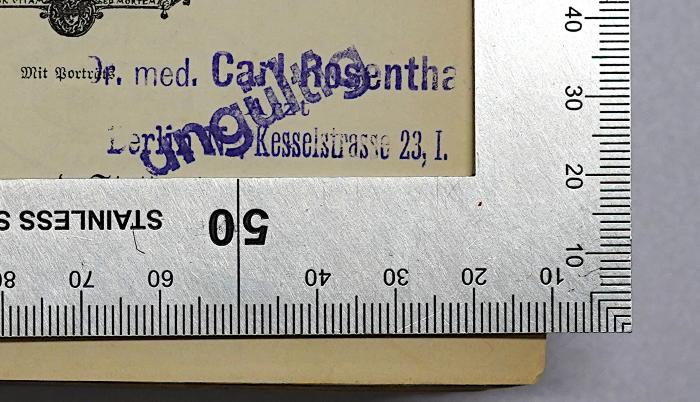 Mit Porträts
Dr. med. Carl Rosentha
ungültig
Berlin Kesselstrasse 23, I.
STAINLESS S
50
80 70 60 40 30 20 10
40
30
20
10